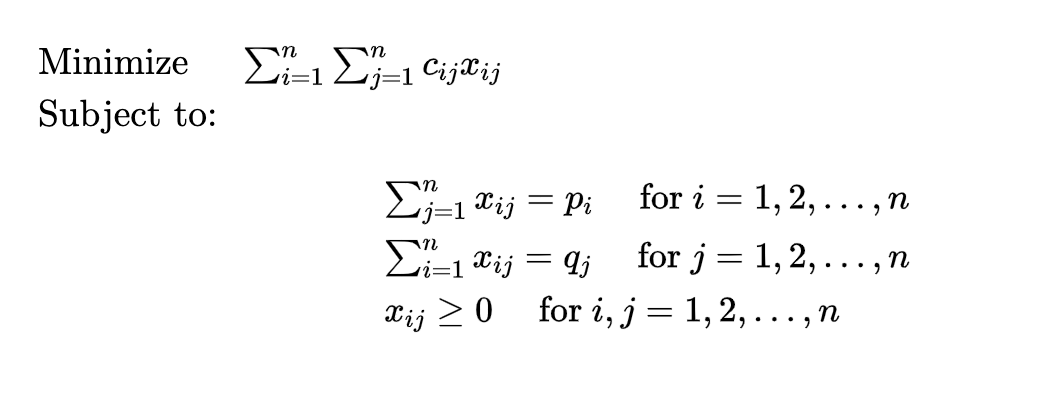 Minimize $\sum_{i=1}^{n} \sum_{j=1}^{n} c_{ij} x_{ij}$
Subject to:
$\sum_{j=1}^{n} x_{ij} = p_i$ for $i = 1, 2, \ldots, n$
$\sum_{i=1}^{n} x_{ij} = q_j$ for $j = 1, 2, \ldots, n$
$x_{ij} \geq 0$ for $i, j = 1, 2, \ldots, n$